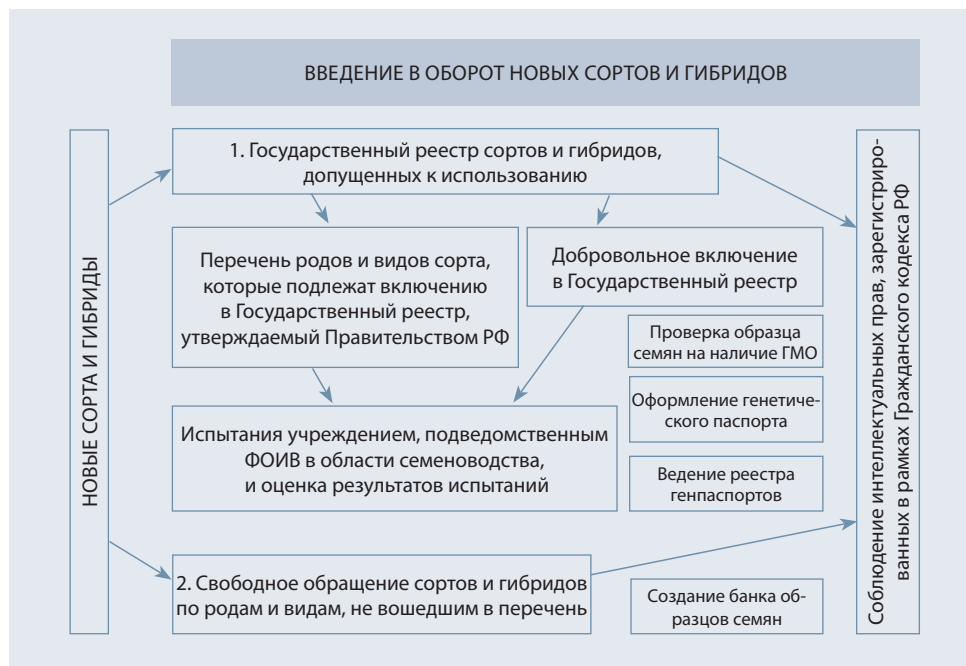 ВВЕДЕНИЕ В ОБОРОТ НОВЫХ СОРТОВ И ГИБРИДОВ
НОВЫЕ СОРТА И ГИБРИДЫ
1. Государственный реестр сортов и гибридов,
допущенных к использованию
Перечень родов и видов сорта,
которые подлежат включению
в Государственный реестр,
утверждаемый Правительством РФ
Добровольное включение
в Государственный реестр
Проверка образца
семян на наличие ГМО
Оформление генетиче-
ского паспорта
Испытания учреждением, подведомственным
ФОИВ в области семеноводства,
и оценка результатов испытаний
Ведение реестра
генпаспортов
2. Свободное обращение сортов и гибридов
по родам и видам, не вошедшим в перечень
Создание банка об-
разцов семян
Соблюдение интеллектуальных прав, зарегистриро-
ванных в рамках Гражданского кодекса РФ